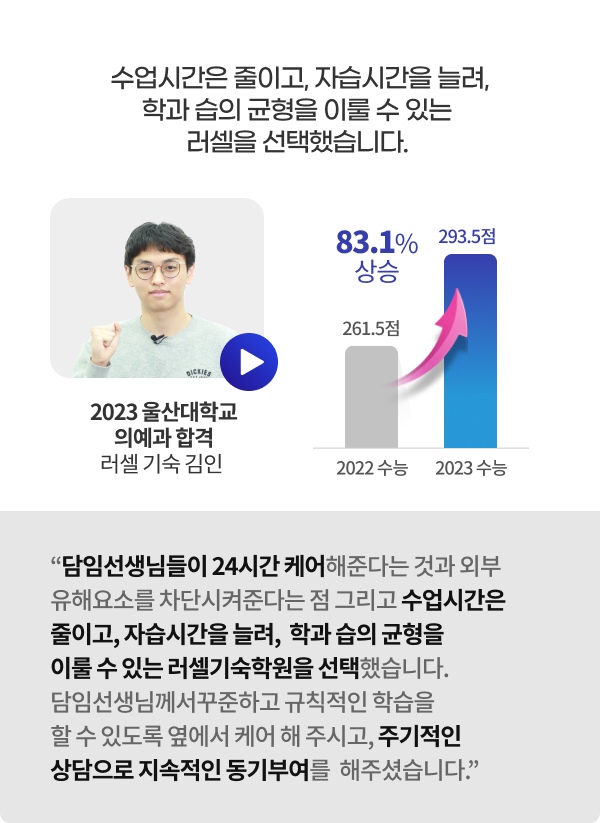 수업시간은 줄이고, 자습시간을 늘려,
학과 습의 균형을 이룰 수 있는
러셀을 선택했습니다.
DICKIES
2023 울산대학교
의예과 합격
러셀 기숙 김인
83.1%
상승
293.5점
261.5점
2022 수능
2023 수능
“담임선생님들이 24시간 케어해준다는 것과 외부
유해요소를 차단시켜준다는 점 그리고 수업시간은
줄이고, 자습시간을 늘려,  학과 습의 균형을
이룰 수 있는 러셀기숙학원을 선택했습니다.
담임선생님께서꾸준하고 규칙적인 학습을
할 수 있도록 옆에서 케어 해 주시고, 주기적인
상담으로 지속적인 동기부여를  해주셨습니다.”